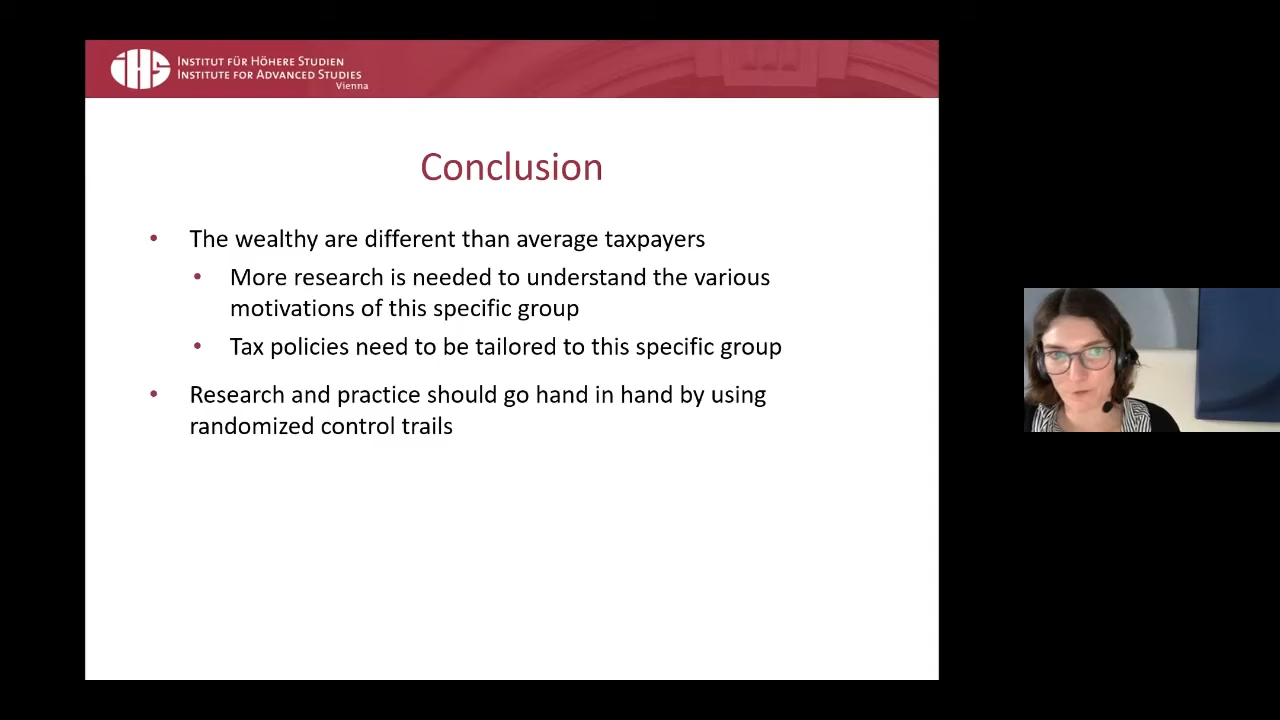 iHS
INSTITUT FÜR HÖHERE STUDIEN
INSTITUTE FOR ADVANCED STUDIES
Vienna
Conclusion
• The wealthy are different than average taxpayers
• More research is needed to understand the various
motivations of this specific group
• Tax policies need to be tailored to this specific group
• Research and practice should go hand in hand by using
randomized control trails